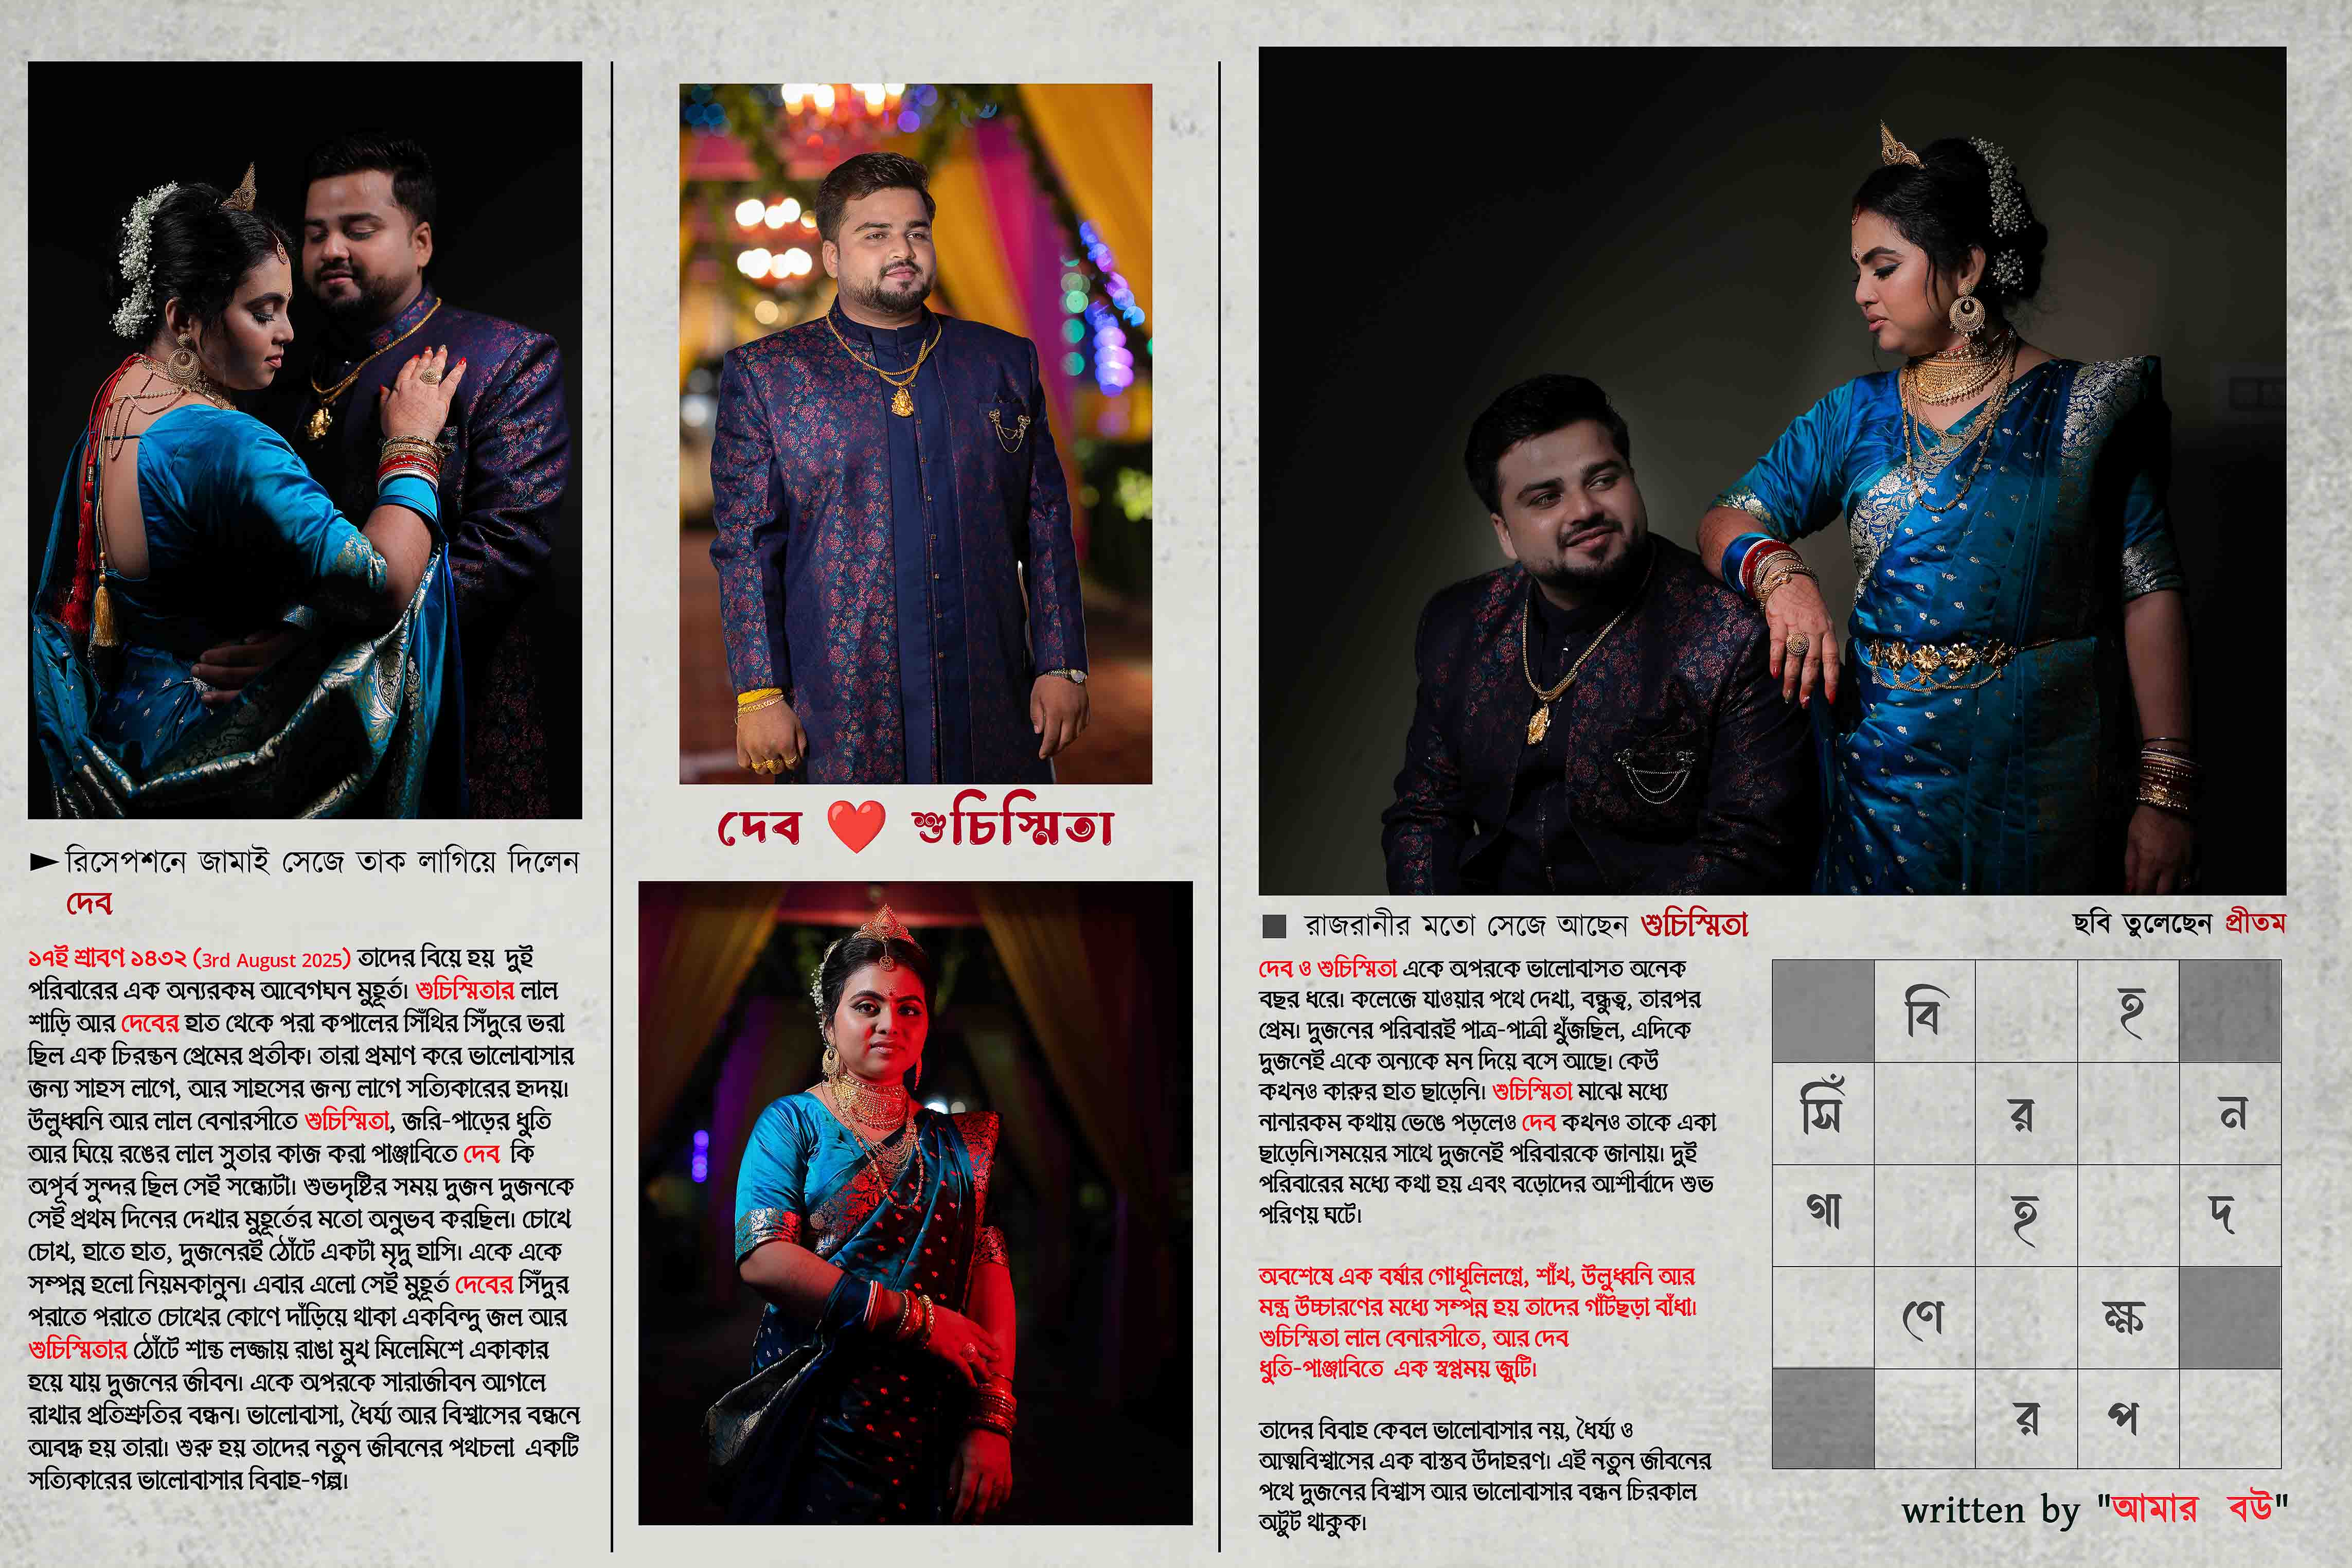 ► রিসেপশনে জামাই সেজে তাক লাগিয়ে দিলেন
দেব
১৭ই শ্রাবণ ১৪৩২ (3rd August 2025) তাদের বিয়ে হয় দুই
পরিবারের এক অন্যরকম আবেগঘন মুহূর্ত। শুচিস্মিতার লাল
শাড়ি আর দেবের হাত থেকে পরা কপালের সিঁথির সিঁদুরে ভরা
ছিল এক চিরন্তন প্রেমের প্রতীক। তারা প্রমাণ করে ভালোবাসার
জন্য সাহস লাগে, আর সাহসের জন্য লাগে সত্যিকারের হৃদয়।
উলুধ্বনি আর লাল বেনারসীতে শুচিস্মিতা, জরি-পাড়ের ধুতি
আর ঘিয়ে রঙের লাল সুতার কাজ করা পাঞ্জাবিতে দেব কি
অপূর্ব সুন্দর ছিল সেই সন্ধ্যেটা। শুভদৃষ্টির সময় দুজন দুজনকে
সেই প্রথম দিনের দেখার মুহূর্তের মতো অনুভব করছিল। চোখে
চোখ, হাতে হাত, দুজনেরই ঠোঁটে একটা মৃদু হাসি। একে একে
সম্পন্ন হলো নিয়মকানুন। এবার এলো সেই মুহূর্ত দেবের সিঁদুর
পরাতে পরাতে চোখের কোণে দাঁড়িয়ে থাকা একবিন্দু জল আর
শুচিস্মিতার ঠোঁটে শান্ত লজ্জায় রাঙা মুখ মিলেমিশে একাকার
হয়ে যায় দুজনের জীবন। একে অপরকে সারাজীবন আগলে
রাখার প্রতিশ্রুতির বন্ধন। ভালোবাসা, ধৈর্য্য আর বিশ্বাসের বন্ধনে
আবদ্ধ হয় তারা। শুরু হয় তাদের নতুন জীবনের পথচলা একটি
সত্যিকারের ভালোবাসার বিবাহ-গল্প।
দেব ❤️ শুচিস্মিতা
■ রাজরানীর মতো সেজে আছেন শুচিস্মিতা
ছবি তুলেছেন প্রীতম
দেব ও শুচিস্মিতা একে অপরকে ভালোবাসত অনেক
বছর ধরে। কলেজে যাওয়ার পথে দেখা, বন্ধুত্ব, তারপর
প্রেম। দুজনের পরিবারই পাত্র-পাত্রী খুঁজছিল, এদিকে
দুজনেই একে অন্যকে মন দিয়ে বসে আছে। কেউ
কখনও কারুর হাত ছাড়েনি। শুচিস্মিতা মাঝে মধ্যে
নানারকম কথায় ভেঙে পড়লেও দেব কখনও তাকে একা
ছাড়েনি।সময়ের সাথে দুজনেই পরিবারকে জানায়। দুই
পরিবারের মধ্যে কথা হয় এবং বড়োদের আশীর্বাদে শুভ
পরিণয় ঘটে।
অবশেষে এক বর্ষার গোধূলিলগ্নে, শাঁখ, উলুধ্বনি আর
মন্ত্র উচ্চারণের মধ্যে সম্পন্ন হয় তাদের গাঁটছড়া বাঁধা।
শুচিস্মিতা লাল বেনারসীতে, আর দেব
ধুতি-পাঞ্জাবিতে এক স্বপ্নময় জুটি।
তাদের বিবাহ কেবল ভালোবাসার নয়, ধৈর্য্য ও
আত্মবিশ্বাসের এক বাস্তব উদাহরণ। এই নতুন জীবনের
পথে দুজনের বিশ্বাস আর ভালোবাসার বন্ধন চিরকাল
অটুট থাকুক।
বি হ
সিঁ র ন
গা হ দ
ণে ক্ষ
র প
written by "আমার বউ"